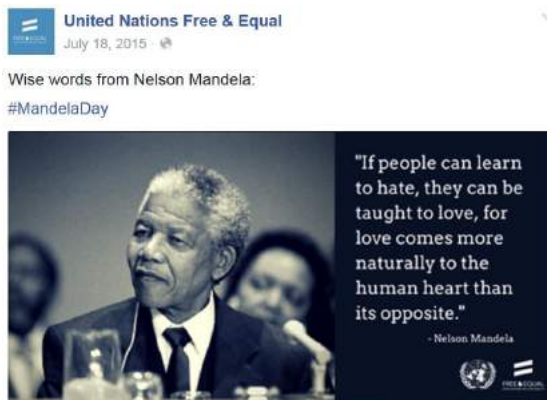 United Nations Free & Equal
July 18, 2015
Wise words from Nelson Mandela:
#MandelaDay
"If people can learn
to hate, they can be
taught to love, for
love comes more
naturally to the
human heart than
its opposite."
- Nelson Mandela
FREE & EQUAL